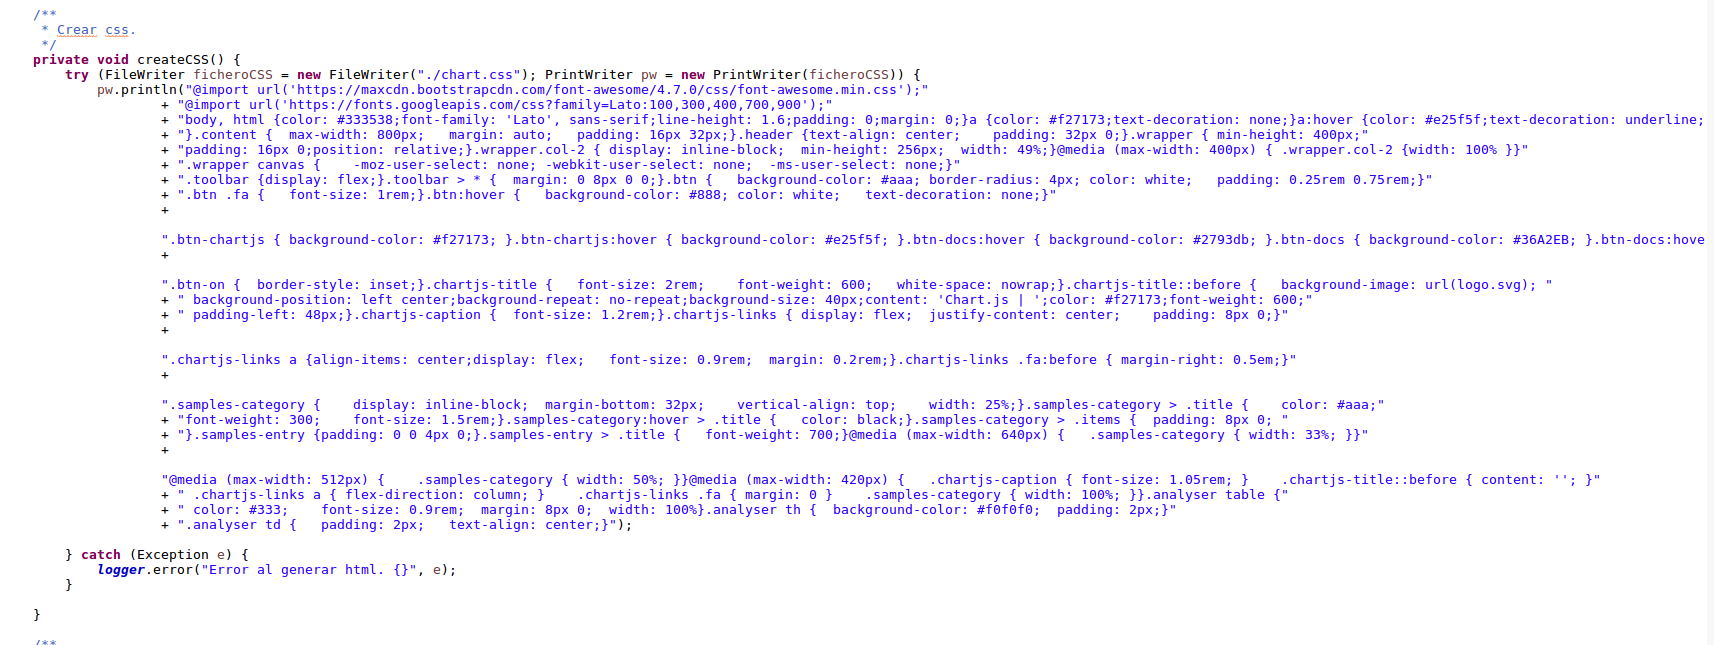 /**
 * Crear css.
 */
private void createCSS() {
    try (FileWriter ficheroCSS = new FileWriter("./chart.css"); PrintWriter pw = new PrintWriter(ficheroCSS)) {
        pw.println("@import url('https://maxcdn.bootstrapcdn.com/font-awesome/4.7.0/css/font-awesome.min.css');"
                + "@import url('https://fonts.googleapis.com/css?family=Lato:100,300,400,700,900');"
                + "body, html {color: #333538;font-family: 'Lato', sans-serif;line-height: 1.6;padding: 0;margin: 0;}a {color: #f27173;text-decoration: none;}a:hover {color: #e25f5f;text-decoration: underline;
                + "}.content {  max-width: 800px;   margin: auto;   padding: 16px 32px;}.header {text-align: center;    padding: 32px 0;}.wrapper { min-height: 400px;"
                + "padding: 16px 0;position: relative;}.wrapper.col-2 { display: inline-block;  min-height: 256px;  width: 49%;}@media (max-width: 400px) { .wrapper.col-2 {width: 100% }}"
                + ".wrapper canvas {    -moz-user-select: none; -webkit-user-select: none;  -ms-user-select: none;}"
                + ".toolbar {display: flex;}.toolbar > * {  margin: 0 8px 0 0;}.btn {   background-color: #aaa; border-radius: 4px; color: white;   padding: 0.25rem 0.75rem;}"
                + ".btn .fa {   font-size: 1rem;}.btn:hover {   background-color: #888; color: white;   text-decoration: none;}"
                +
                ".btn-chartjs { background-color: #f27173; }.btn-chartjs:hover { background-color: #e25f5f; }.btn-docs:hover { background-color: #2793db; }.btn-docs { background-color: #36A2EB; }.btn-docs:hove
                +
                ".btn-on {  border-style: inset;}.chartjs-title {   font-size: 2rem;    font-weight: 600;   white-space: nowrap;}.chartjs-title::before {   background-image: url(logo.svg); "
                + " background-position: left center;background-repeat: no-repeat;background-size: 40px;content: 'Chart.js | ';color: #f27173;font-weight: 600;"
                + " padding-left: 48px;}.chartjs-caption {  font-size: 1.2rem;}.chartjs-links { display: flex;  justify-content: center;    padding: 8px 0;}"
                +
                ".chartjs-links a {align-items: center;display: flex;   font-size: 0.9rem;  margin: 0.2rem;}.chartjs-links .fa:before { margin-right: 0.5em;}"
                +
                ".samples-category {    display: inline-block;  margin-bottom: 32px;    vertical-align: top;    width: 25%;}.samples-category > .title {    color: #aaa;"
                + "font-weight: 300;    font-size: 1.5rem;}.samples-category:hover > .title {   color: black;}.samples-category > .items {  padding: 8px 0; "
                + "}.samples-entry {padding: 0 0 4px 0;}.samples-entry > .title {   font-weight: 700;}@media (max-width: 640px) {   .samples-category { width: 33%; }}"
                +
                "@media (max-width: 512px) {    .samples-category { width: 50%; }}@media (max-width: 420px) {   .chartjs-caption { font-size: 1.05rem; }    .chartjs-title::before { content: ''; }"
                + " .chartjs-links a { flex-direction: column; }    .chartjs-links .fa { margin: 0 }    .samples-category { width: 100%; }}.analyser table {"
                + " color: #333;    font-size: 0.9rem;  margin: 8px 0;  width: 100%}.analyser th {  background-color: #f0f0f0;  padding: 2px;}"
                + ".analyser td {   padding: 2px;   text-align: center;}");
    } catch (Exception e) {
        logger.error("Error al generar html. {}", e);
    }
}
/**